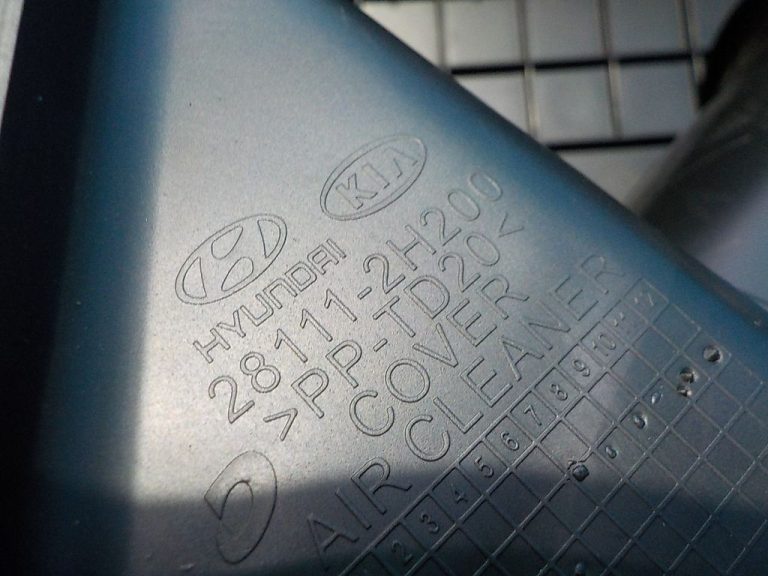 KIA
HYUNDAI
28111-2H200
>PP-TD20<
COVER
AIR CLEANER
2 3 4 5 6 7 8 9 10 11 12